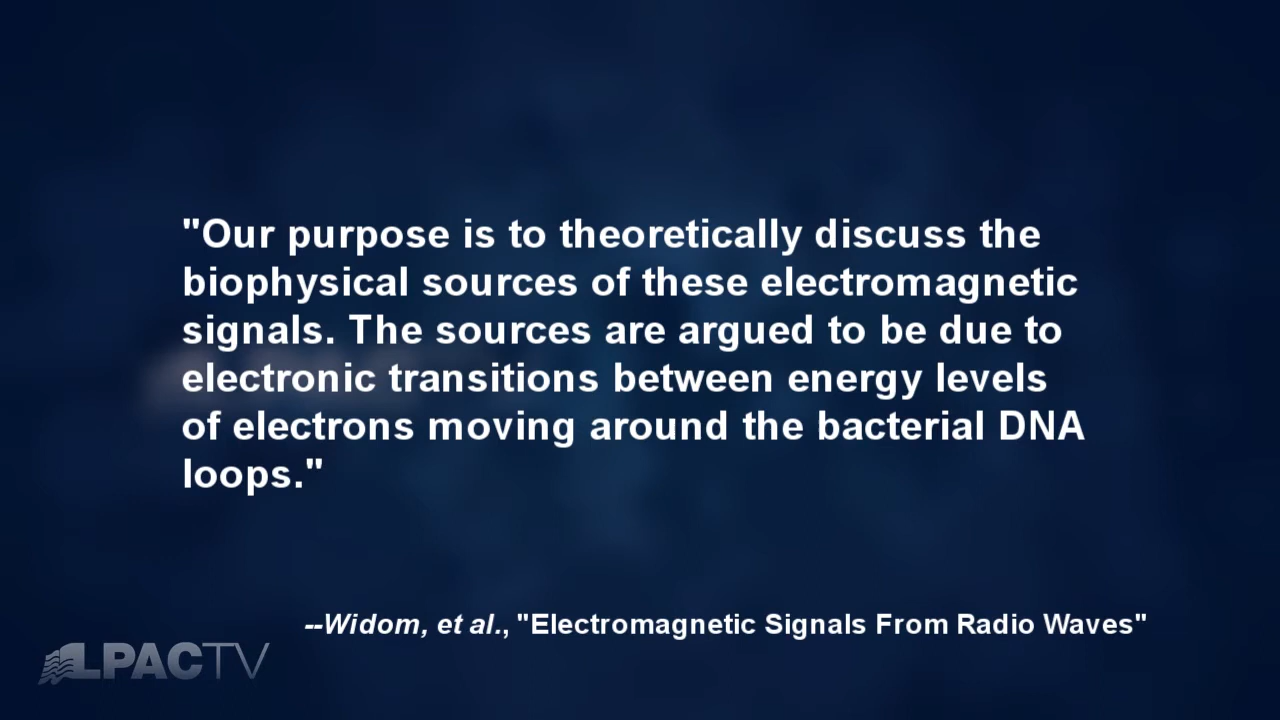 "Our purpose is to theoretically discuss the
biophysical sources of these electromagnetic
signals. The sources are argued to be due to
electronic transitions between energy levels
of electrons moving around the bacterial DNA
loops."
--Widom, et al., "Electromagnetic Signals From Radio Waves"
LPACTV